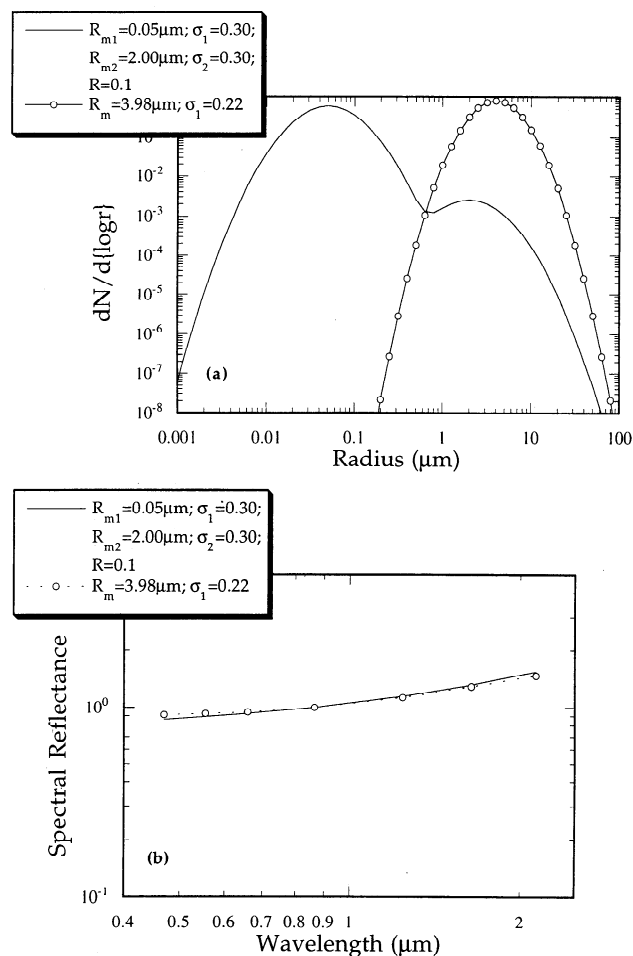 R_m1=0.05µm; σ_1=0.30;
R_m2=2.00µm; σ_2=0.30;
R=0.1
R_m=3.98µm; σ_1=0.22
10^-2
10^-3
10^-4
10^-5
10^-6
10^-7
10^-8
dN/d{logr}
(a)
0.001 0.01 0.1 1 10 100
Radius (µm)
R_m1=0.05µm; σ_1=0.30;
R_m2=2.00µm; σ_2=0.30;
R=0.1
R_m=3.98µm; σ_1=0.22
10^0
10^-1
Spectral Reflectance
(b)
0.4 0.5 0.6 0.7 0.8 0.9 1 2
Wavelength (µm)